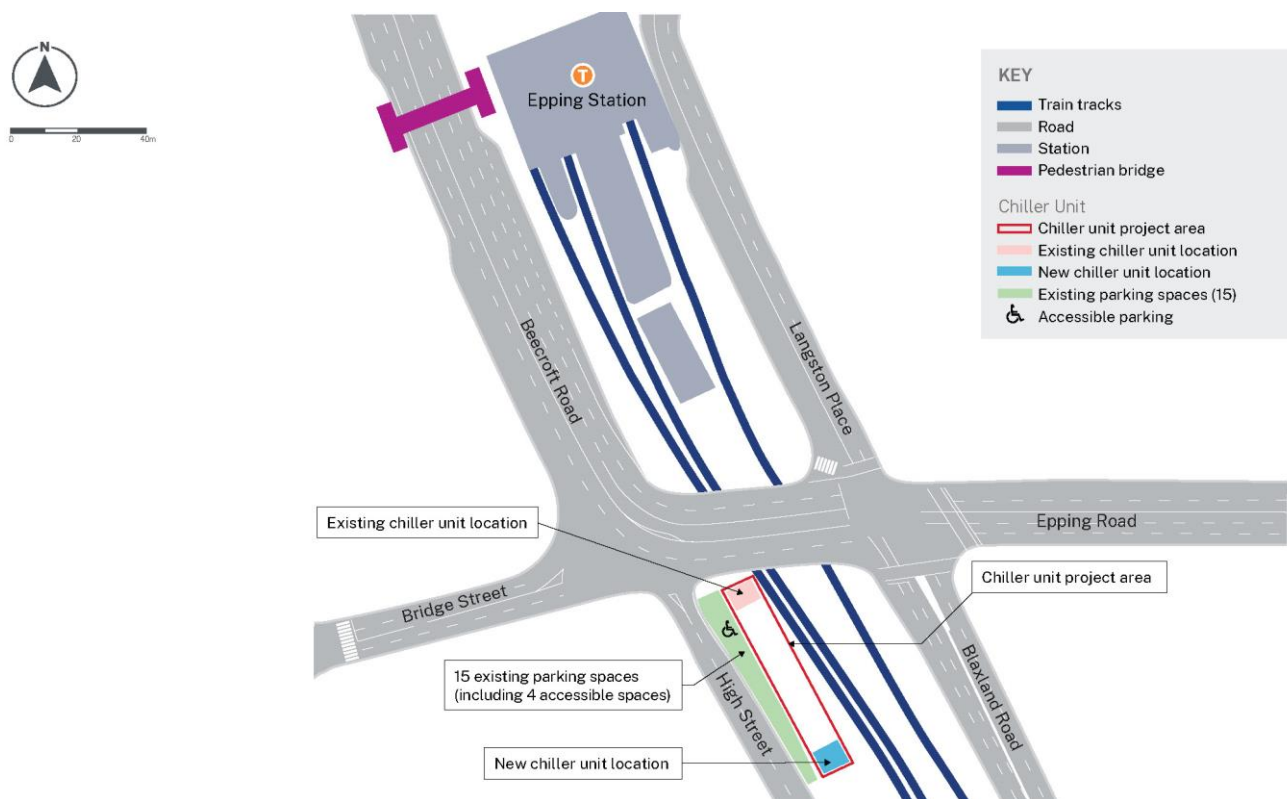 N
0 20 40m
T
Epping Station
KEY
Train tracks
Road
Station
Pedestrian bridge
Chiller Unit
Chiller unit project area
Existing chiller unit location
New chiller unit location
Existing parking spaces (15)
Accessible parking
Beecroft Road
Langston Place
Existing chiller unit location
Epping Road
Chiller unit project area
Bridge Street
15 existing parking spaces
(including 4 accessible spaces)
High Street
Blaxland Road
New chiller unit location